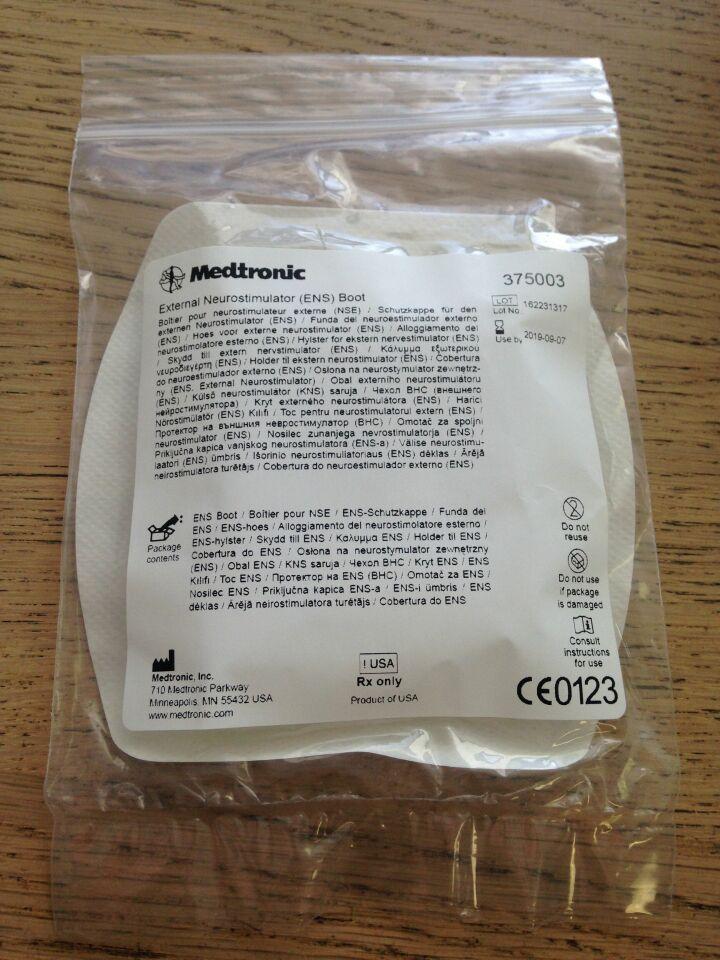 Medtronic
External Neurostimulator (ENS) Boot
375003
LOT
Lot No. 162231317
Use by 2019-09-07
Boîtier pour neurostimulateur externe (NSE) / Schutzkappe für den
externen Neurostimulator (ENS) / Funda del neuroestimulador externo
(ENS) / Hoes voor externe neurostimulator (ENS) / Alloggiamento del
neurostimolatore esterno (ENS) / Hylster for ekstern nervestimulator (ENS)
/ Skydd till extern nervstimulator (ENS) / Κάλυμμα εξωτερικού
νευροδιεγέρτη (ENS) / Holder til ekstern neurostimulator (ENS) / Cobertura
do neuroestimulador externo (ENS) / Osłona na neurostymulator zewnętrz-
ny (ENS, External Neurostimulator) / Obal externího neurostimulátoru
(ENS) / Külső neurostimulátor (KNS) saruja / Чехол ВНС (внешнего
нейростимулятора) / Kryt externého neurostimulátora (ENS) / Harici
Nörostimülatör (ENS) Kılıfı / Toc pentru neurostimulatorul extern (ENS) /
Протектор на външния невростимулатор (ВНС) / Omotač za spoljni
neurostimulator (ENS) / Nosilec zunanjega nevrostimulatorja (ENS) /
Priključna kapica vanjskog neurostimulatora (ENS-a) / Välise neurostimu-
laatori (ENS) ümbris / Išorinio neurostimuliatoriaus (ENS) dėklas / Ārējā
neirostimulatora turētājs / Cobertura do neuroestimulador externo (ENS)
Package
contents
ENS Boot / Boîtier pour NSE / ENS-Schutzkappe / Funda del
ENS / ENS-hoes / Alloggiamento del neurostimolatore esterno /
ENS-hylster / Skydd till ENS / Κάλυμμα ENS / Holder til ENS /
Cobertura do ENS / Osłona na neurostymulator zewnętrzny
(ENS) / Obal ENS / KNS saruja / Чехол ВНС / Kryt ENS / ENS
Kılıfı / Toc ENS / Протектор на ENS (ВНС) / Omotač za ENS /
Nosilec ENS / Priključna kapica ENS-a / ENS-i ümbris / ENS
dėklas / Ārējā neirostimulatora turētājs / Cobertura do ENS
Do not
reuse
Do not use
if package
is damaged
Consult
instructions
for use
Medtronic, Inc.
710 Medtronic Parkway
Minneapolis, MN 55432 USA
www.medtronic.com
! USA
Rx only
Product of USA
CE0123